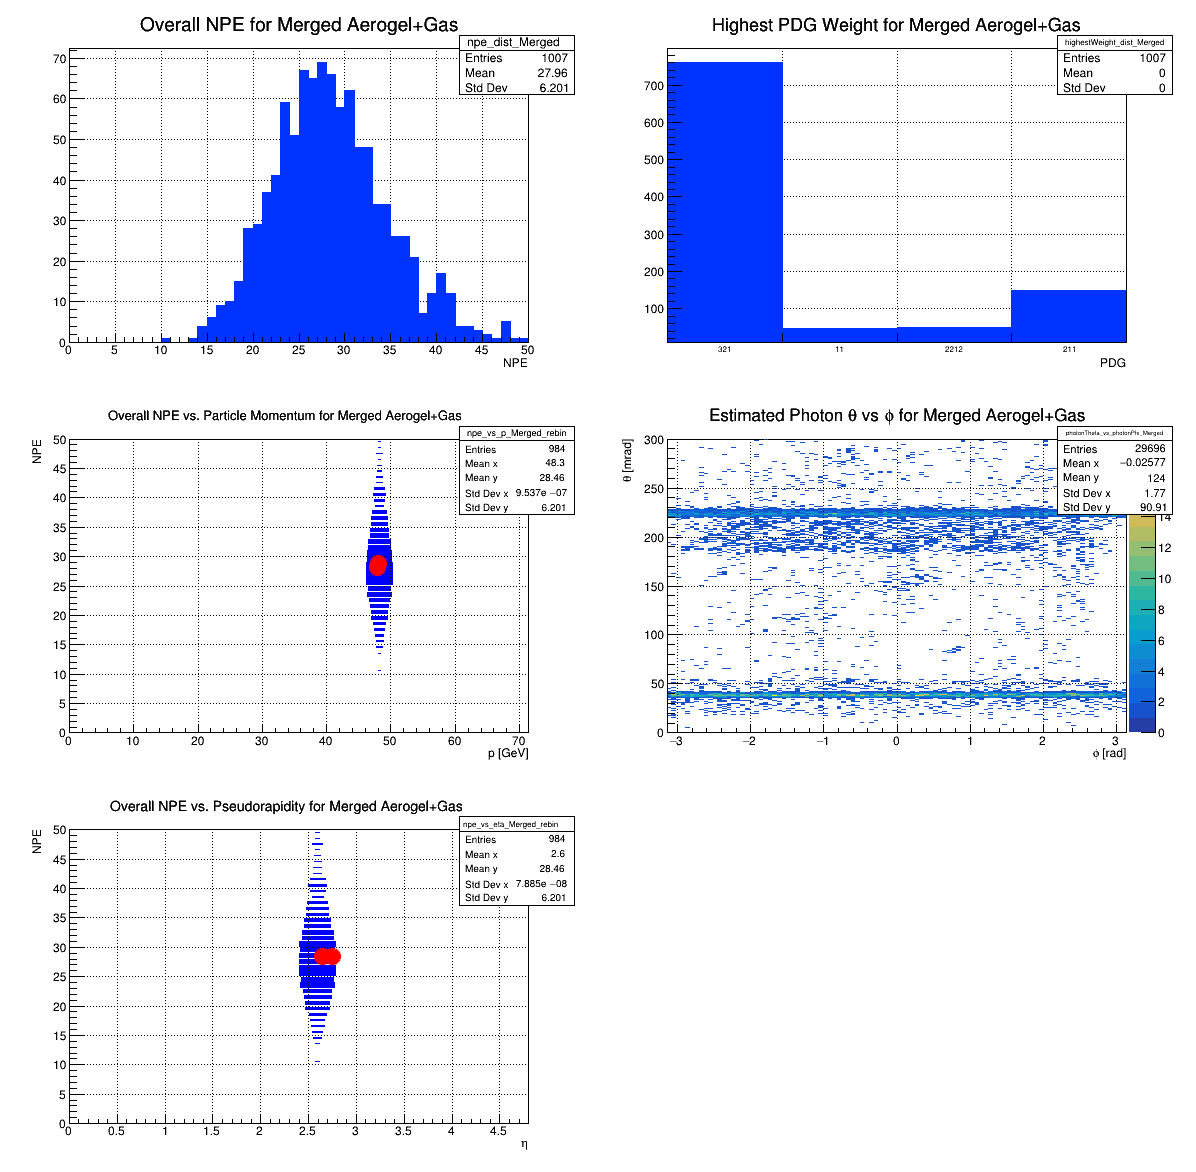 Overall NPE for Merged Aerogel+Gas
npe_dist_Merged
Entries 1007
Mean 27.96
Std Dev 6.201
70
60
50
40
30
20
10
0
0 5 10 15 20 25 30 35 40 45 50
NPE
Highest PDG Weight for Merged Aerogel+Gas
highestWeight_dist_Merged
Entries 1007
Mean 0
Std Dev 0
700
600
500
400
300
200
100
321 11 2212 211
PDG
Overall NPE vs. Particle Momentum for Merged Aerogel+Gas
npe_vs_p_Merged_rebin
Entries 984
Mean x 48.3
Mean y 28.46
Std Dev x 9.537e −07
Std Dev y 6.201
NPE
50
45
40
35
30
25
20
15
10
5
0
0 10 20 30 40 50 60 70
p [GeV]
Estimated Photon θ vs ϕ for Merged Aerogel+Gas
photonTheta_vs_photonPhi_Merged
Entries 29696
Mean x −0.02577
Mean y 124
Std Dev x 1.77
Std Dev y 90.91
θ [mrad]
300
250
200
150
100
50
0
−3 −2 −1 0 1 2 3
ϕ [rad]
14
12
10
8
6
4
2
0
Overall NPE vs. Pseudorapidity for Merged Aerogel+Gas
npe_vs_eta_Merged_rebin
Entries 984
Mean x 2.6
Mean y 28.46
Std Dev x 7.885e −08
Std Dev y 6.201
NPE
50
45
40
35
30
25
20
15
10
5
0
0 0.5 1 1.5 2 2.5 3 3.5 4 4.5
η